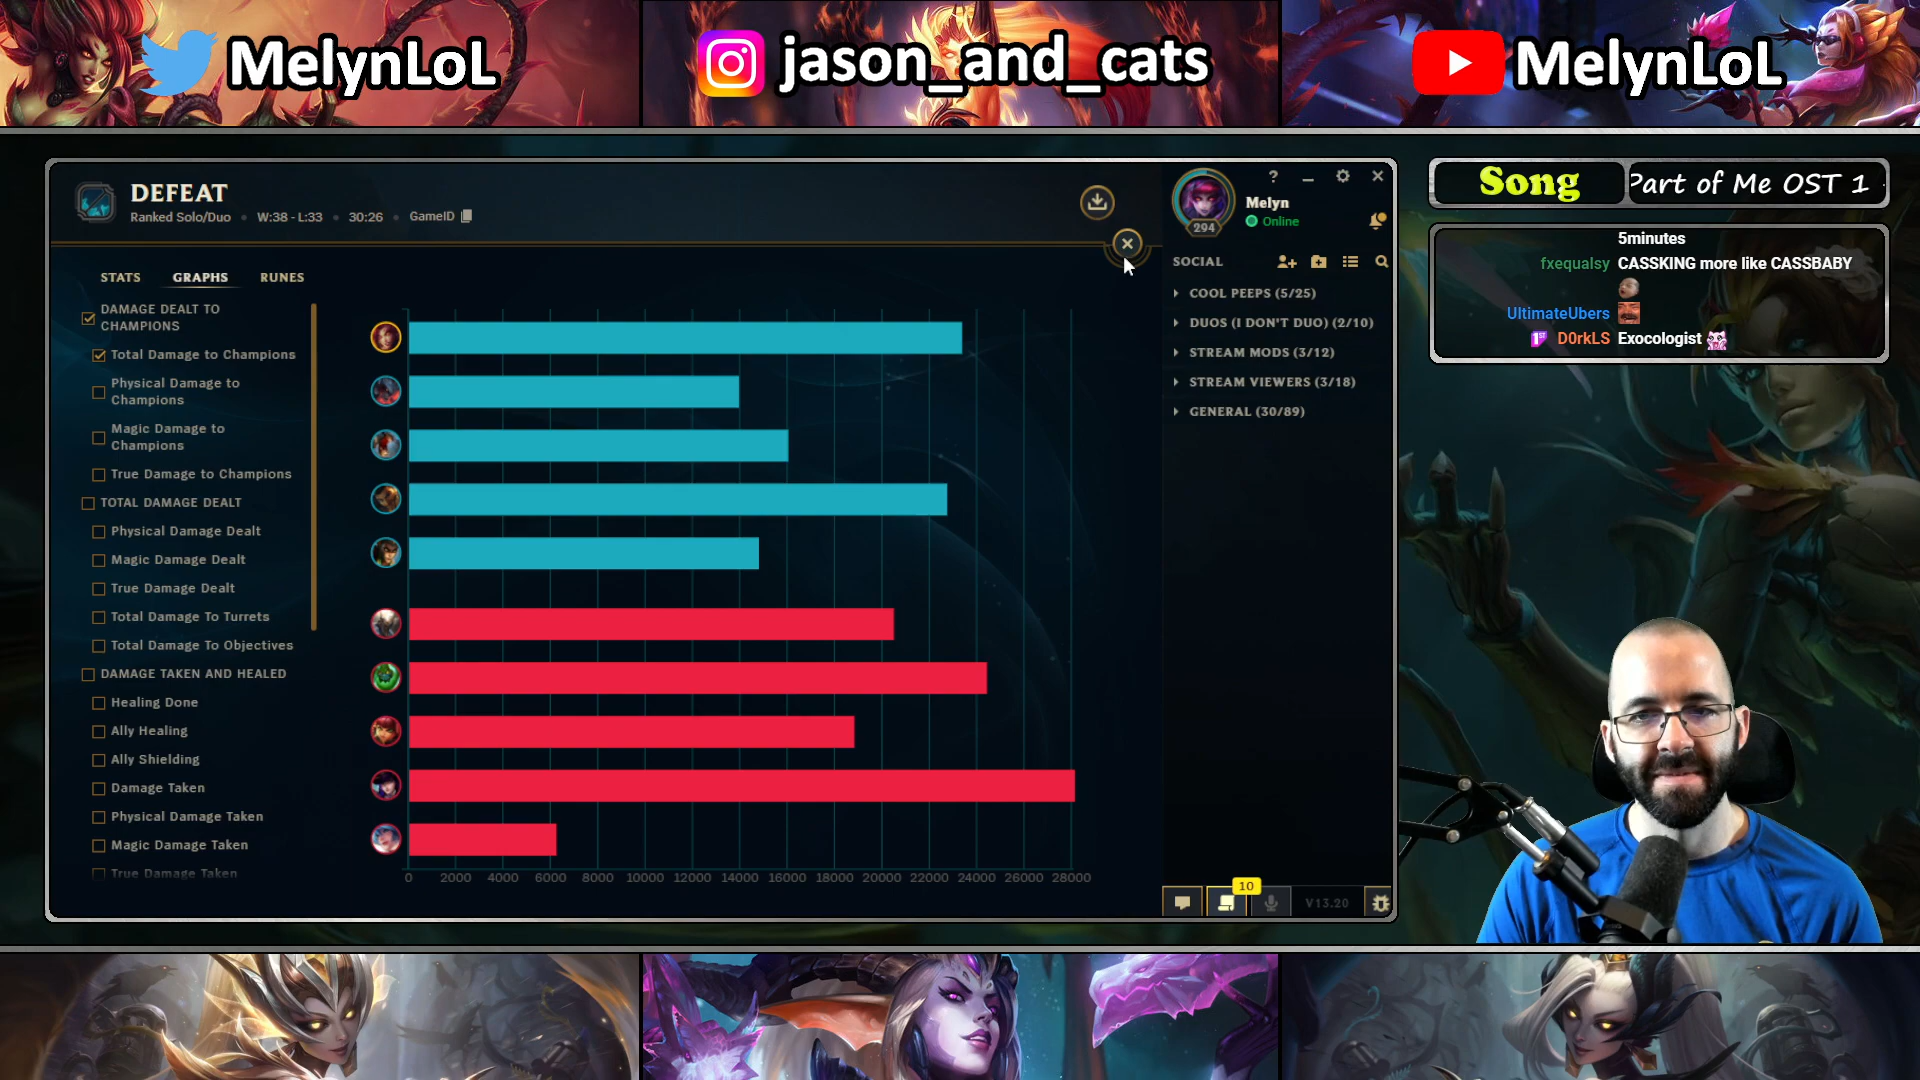 MelynLoL
jason_and_cats
MelynLoL
DEFEAT
Ranked Solo/Duo • W:38 - L:33 • 30:26 • GameID
STATS GRAPHS RUNES
DAMAGE DEALT TO
CHAMPIONS
Total Damage to Champions
Physical Damage to
Champions
Magic Damage to
Champions
True Damage to Champions
TOTAL DAMAGE DEALT
Physical Damage Dealt
Magic Damage Dealt
True Damage Dealt
Total Damage To Turrets
Total Damage To Objectives
DAMAGE TAKEN AND HEALED
Healing Done
Ally Healing
Ally Shielding
Damage Taken
Physical Damage Taken
Magic Damage Taken
True Damage Taken
0 2000 4000 6000 8000 10000 12000 14000 16000 18000 20000 22000 24000 26000 28000
?
Melyn
Online
294
SOCIAL
COOL PEEPS (5/25)
DUOS (I DON'T DUO) (2/10)
STREAM MODS (3/12)
STREAM VIEWERS (3/18)
GENERAL (30/89)
10
V13.20
Song
Part of Me OST 1
5minutes
fxequalsy CASSKING more like CASSBABY
UltimateUbers
1ST D0rkLS Exocologist